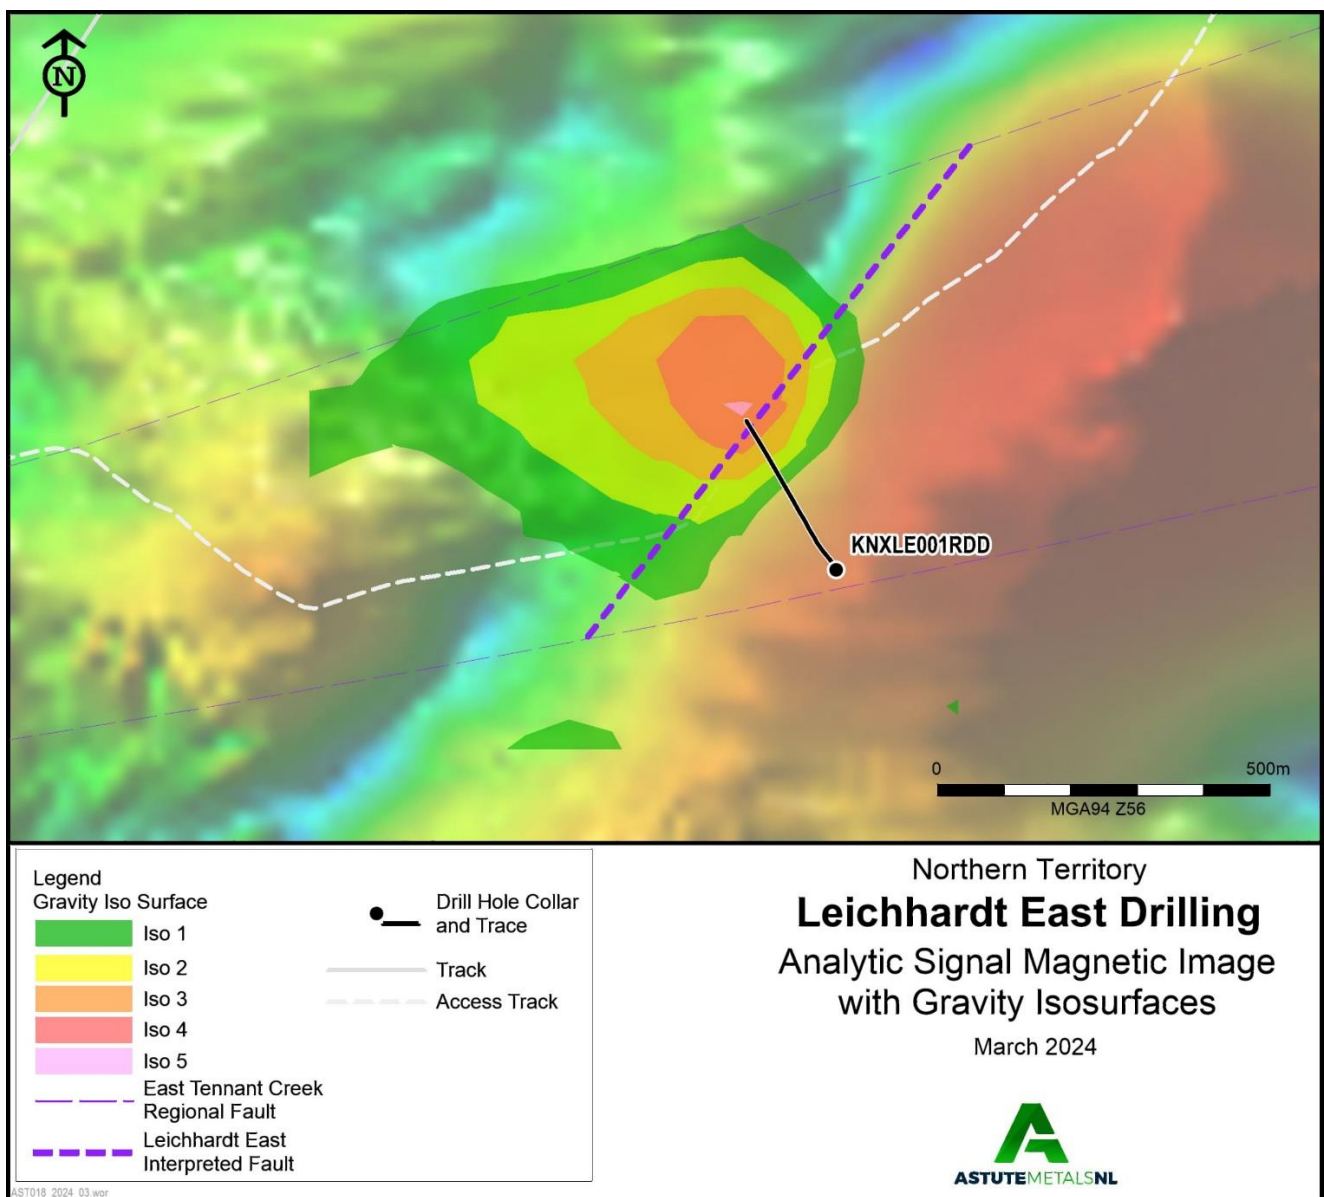 N
KNXLE001RDD
0 500m
MGA94 Z56
Legend
Gravity Iso Surface
Iso 1
Iso 2
Iso 3
Iso 4
Iso 5
East Tennant Creek
Regional Fault
Leichhardt East
Interpreted Fault
Drill Hole Collar
and Trace
Track
Access Track
Northern Territory
Leichhardt East Drilling
Analytic Signal Magnetic Image
with Gravity Isosurfaces
March 2024
ASTUTEMETALSNL
AST018_2024_03.wor